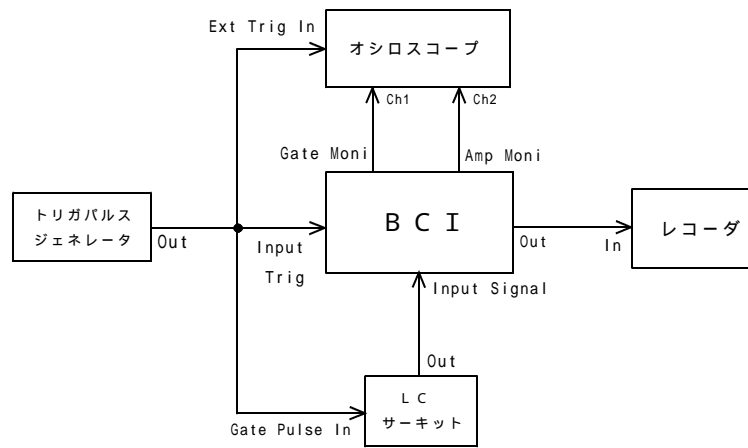 Ext Trig In
オシロスコープ
Ch1
Ch2
Gate Moni
Amp Moni
トリガパルス
ジェネレータ
Out
Input
Trig
BCI
Out
In
レコーダ
Input Signal
Out
LC
サーキット
Gate Pulse In